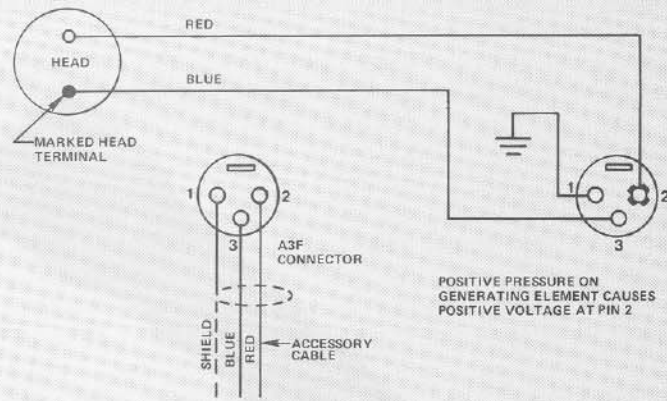 RED
HEAD
BLUE
MARKED HEAD
TERMINAL
1
2
3
A3F
CONNECTOR
1
2
3
POSITIVE PRESSURE ON
GENERATING ELEMENT CAUSES
POSITIVE VOLTAGE AT PIN 2
SHIELD
BLUE
RED
ACCESSORY
CABLE